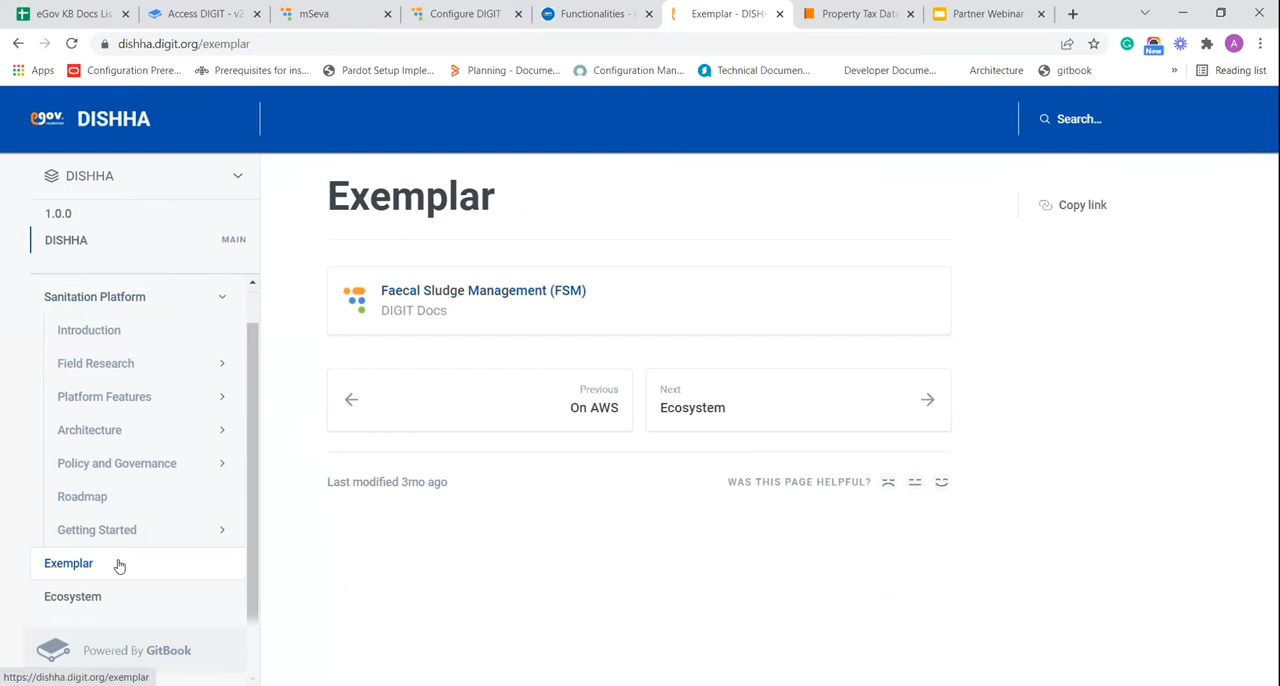 eGov KB Docs Lis
Access DIGIT - v2
mSeva
Configure DIGIT
Functionalities - 
Exemplar - DISH
Property Tax Data
Partner Webinar
dishha.digit.org/exemplar
New
A
Apps
Configuration Prere...
Prerequisites for ins...
Pardot Setup Imple...
Planning - Docume...
Configuration Man...
Technical Documen...
Developer Docume...
Architecture
gitbook
»
Reading list
egov
DISHHA
Search...
DISHHA
1.0.0
DISHHA
MAIN
Sanitation Platform
Introduction
Field Research
Platform Features
Architecture
Policy and Governance
Roadmap
Getting Started
Exemplar
Ecosystem
Powered By GitBook
https://dishha.digit.org/exemplar
Exemplar
Copy link
Faecal Sludge Management (FSM)
DIGIT Docs
Previous
On AWS
Next
Ecosystem
Last modified 3mo ago
WAS THIS PAGE HELPFUL?